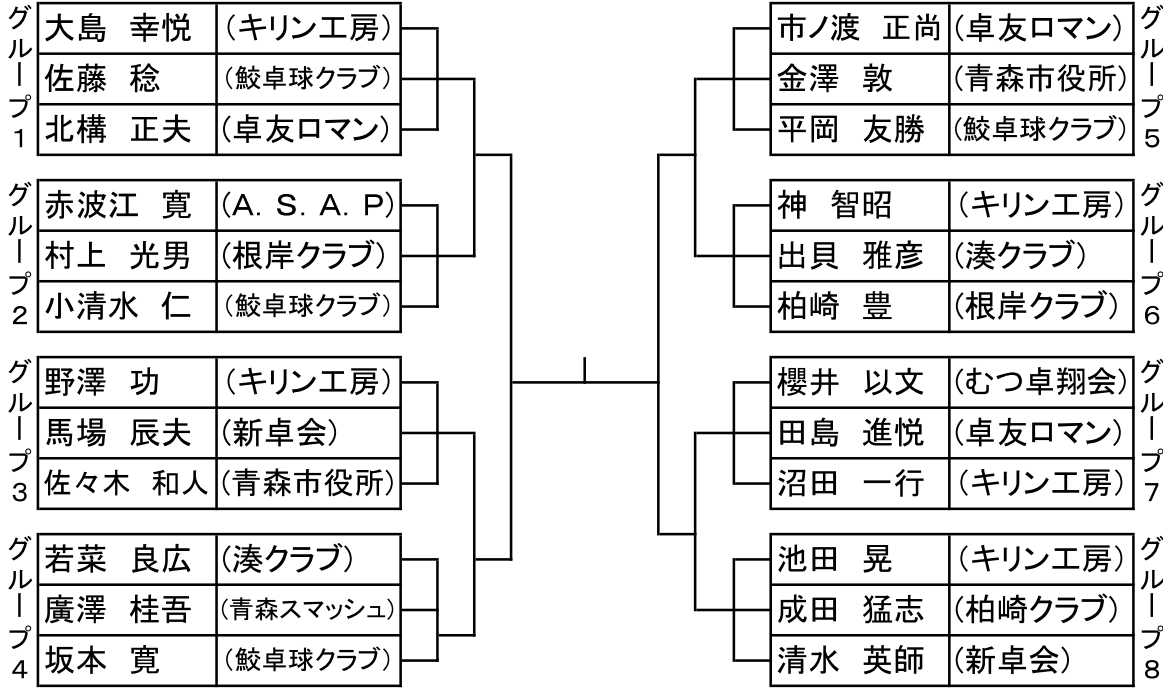 グループ1
大島 幸悦 (キリン工房)
佐藤 稔 (鮫卓球クラブ)
北構 正夫 (卓友ロマン)
グループ2
赤波江 寛 (A.S.A.P)
村上 光男 (根岸クラブ)
小清水 仁 (鮫卓球クラブ)
グループ3
野澤 功 (キリン工房)
馬場 辰夫 (新卓会)
佐々木 和人 (青森市役所)
グループ4
若菜 良広 (湊クラブ)
廣澤 桂吾 (青森スマッシュ)
坂本 寛 (鮫卓球クラブ)
グループ5
市ノ渡 正尚 (卓友ロマン)
金澤 敦 (青森市役所)
平岡 友勝 (鮫卓球クラブ)
グループ6
神 智昭 (キリン工房)
出貝 雅彦 (湊クラブ)
柏崎 豊 (根岸クラブ)
グループ7
櫻井 以文 (むつ卓翔会)
田島 進悦 (卓友ロマン)
沼田 一行 (キリン工房)
グループ8
池田 晃 (キリン工房)
成田 猛志 (柏崎クラブ)
清水 英師 (新卓会)